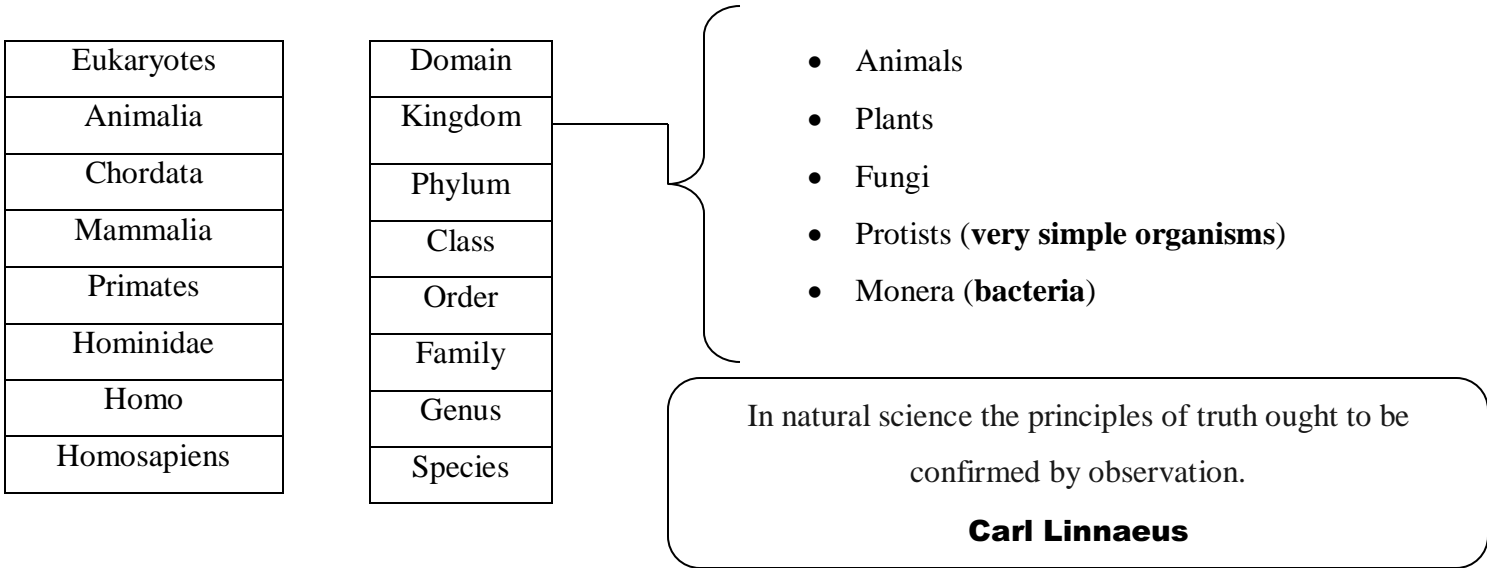 Eukaryotes
Animalia
Chordata
Mammalia
Primates
Hominidae
Homo
Homosapiens
Domain
Kingdom
Phylum
Class
Order
Family
Genus
Species
• Animals
• Plants
• Fungi
• Protists (very simple organisms)
• Monera (bacteria)
In natural science the principles of truth ought to be
confirmed by observation.
Carl Linnaeus